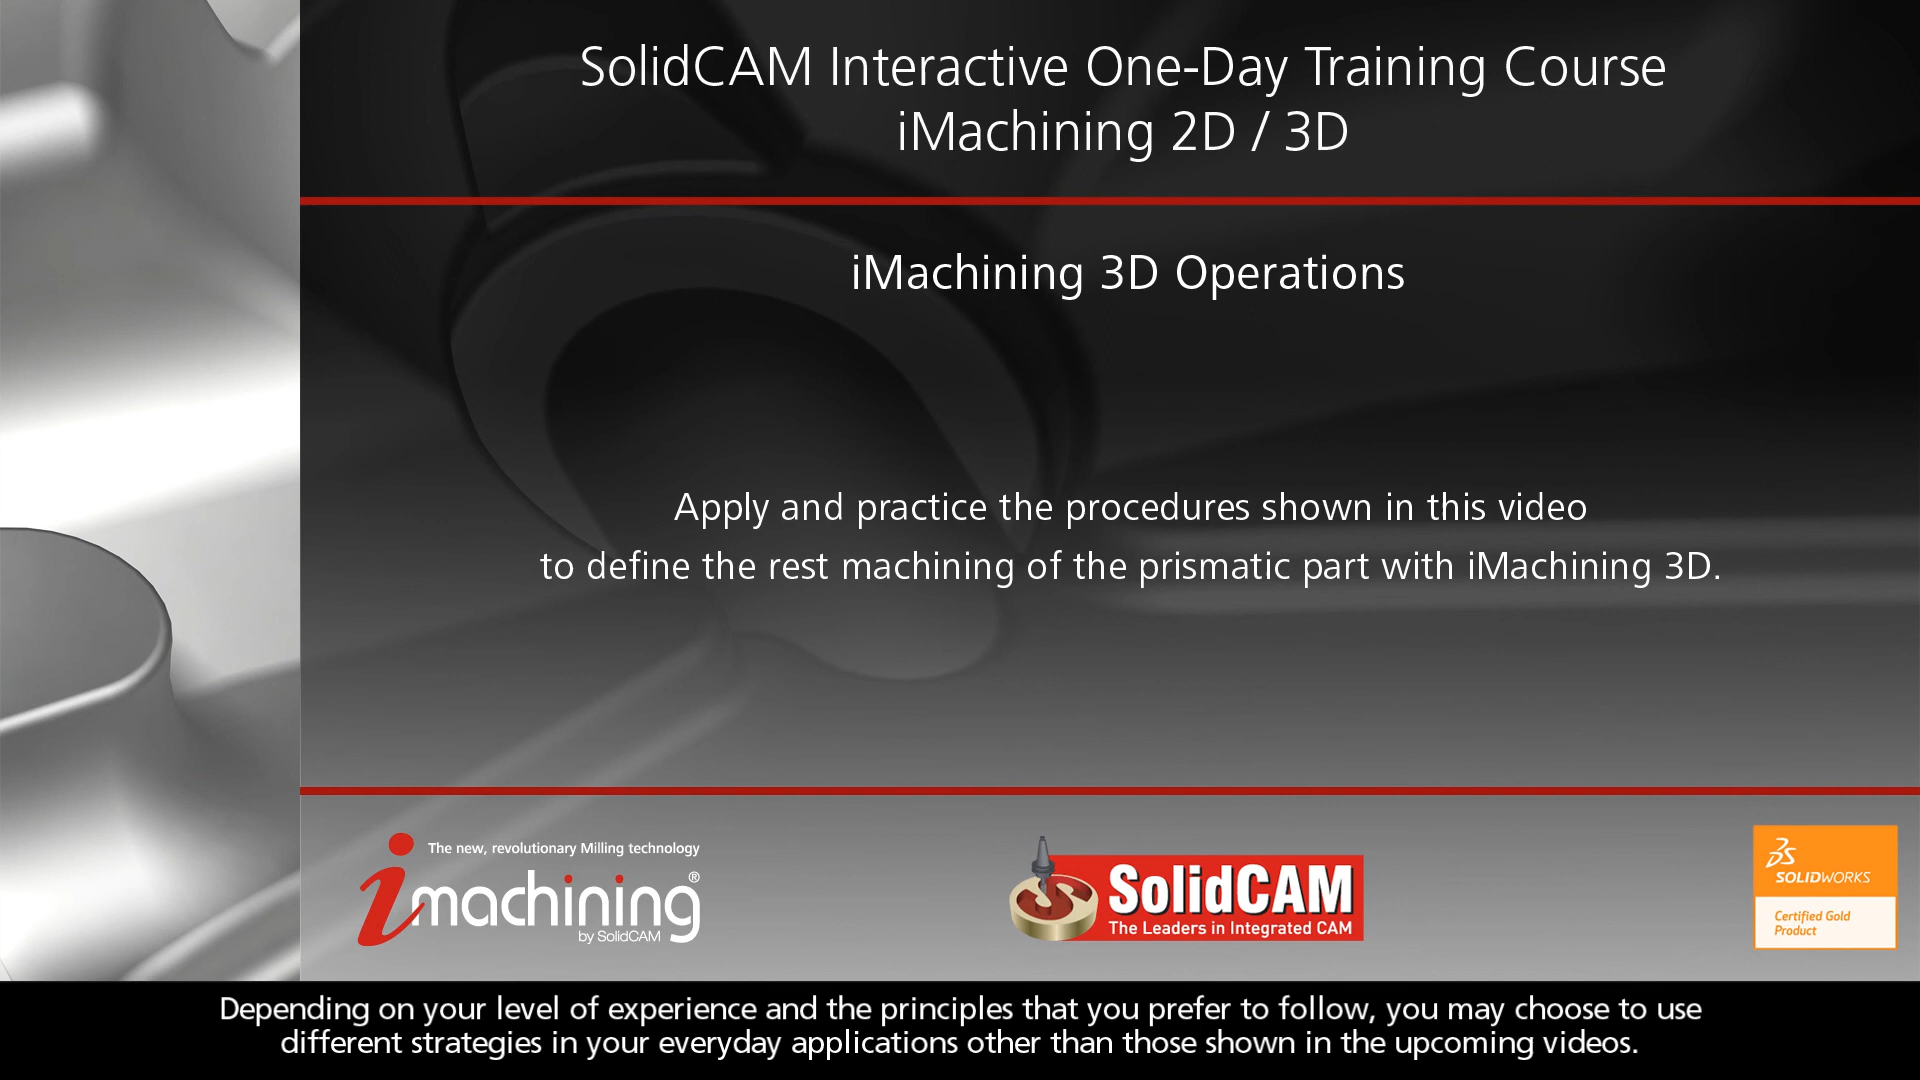 SolidCAM Interactive One-Day Training Course
iMachining 2D / 3D
iMachining 3D Operations
Apply and practice the procedures shown in this video
to define the rest machining of the prismatic part with iMachining 3D.
The new, revolutionary Milling technology
imachining®
by SolidCAM
SolidCAM
The Leaders in Integrated CAM
SOLIDWORKS
Certified Gold
Product
Depending on your level of experience and the principles that you prefer to follow, you may choose to use
different strategies in your everyday applications other than those shown in the upcoming videos.